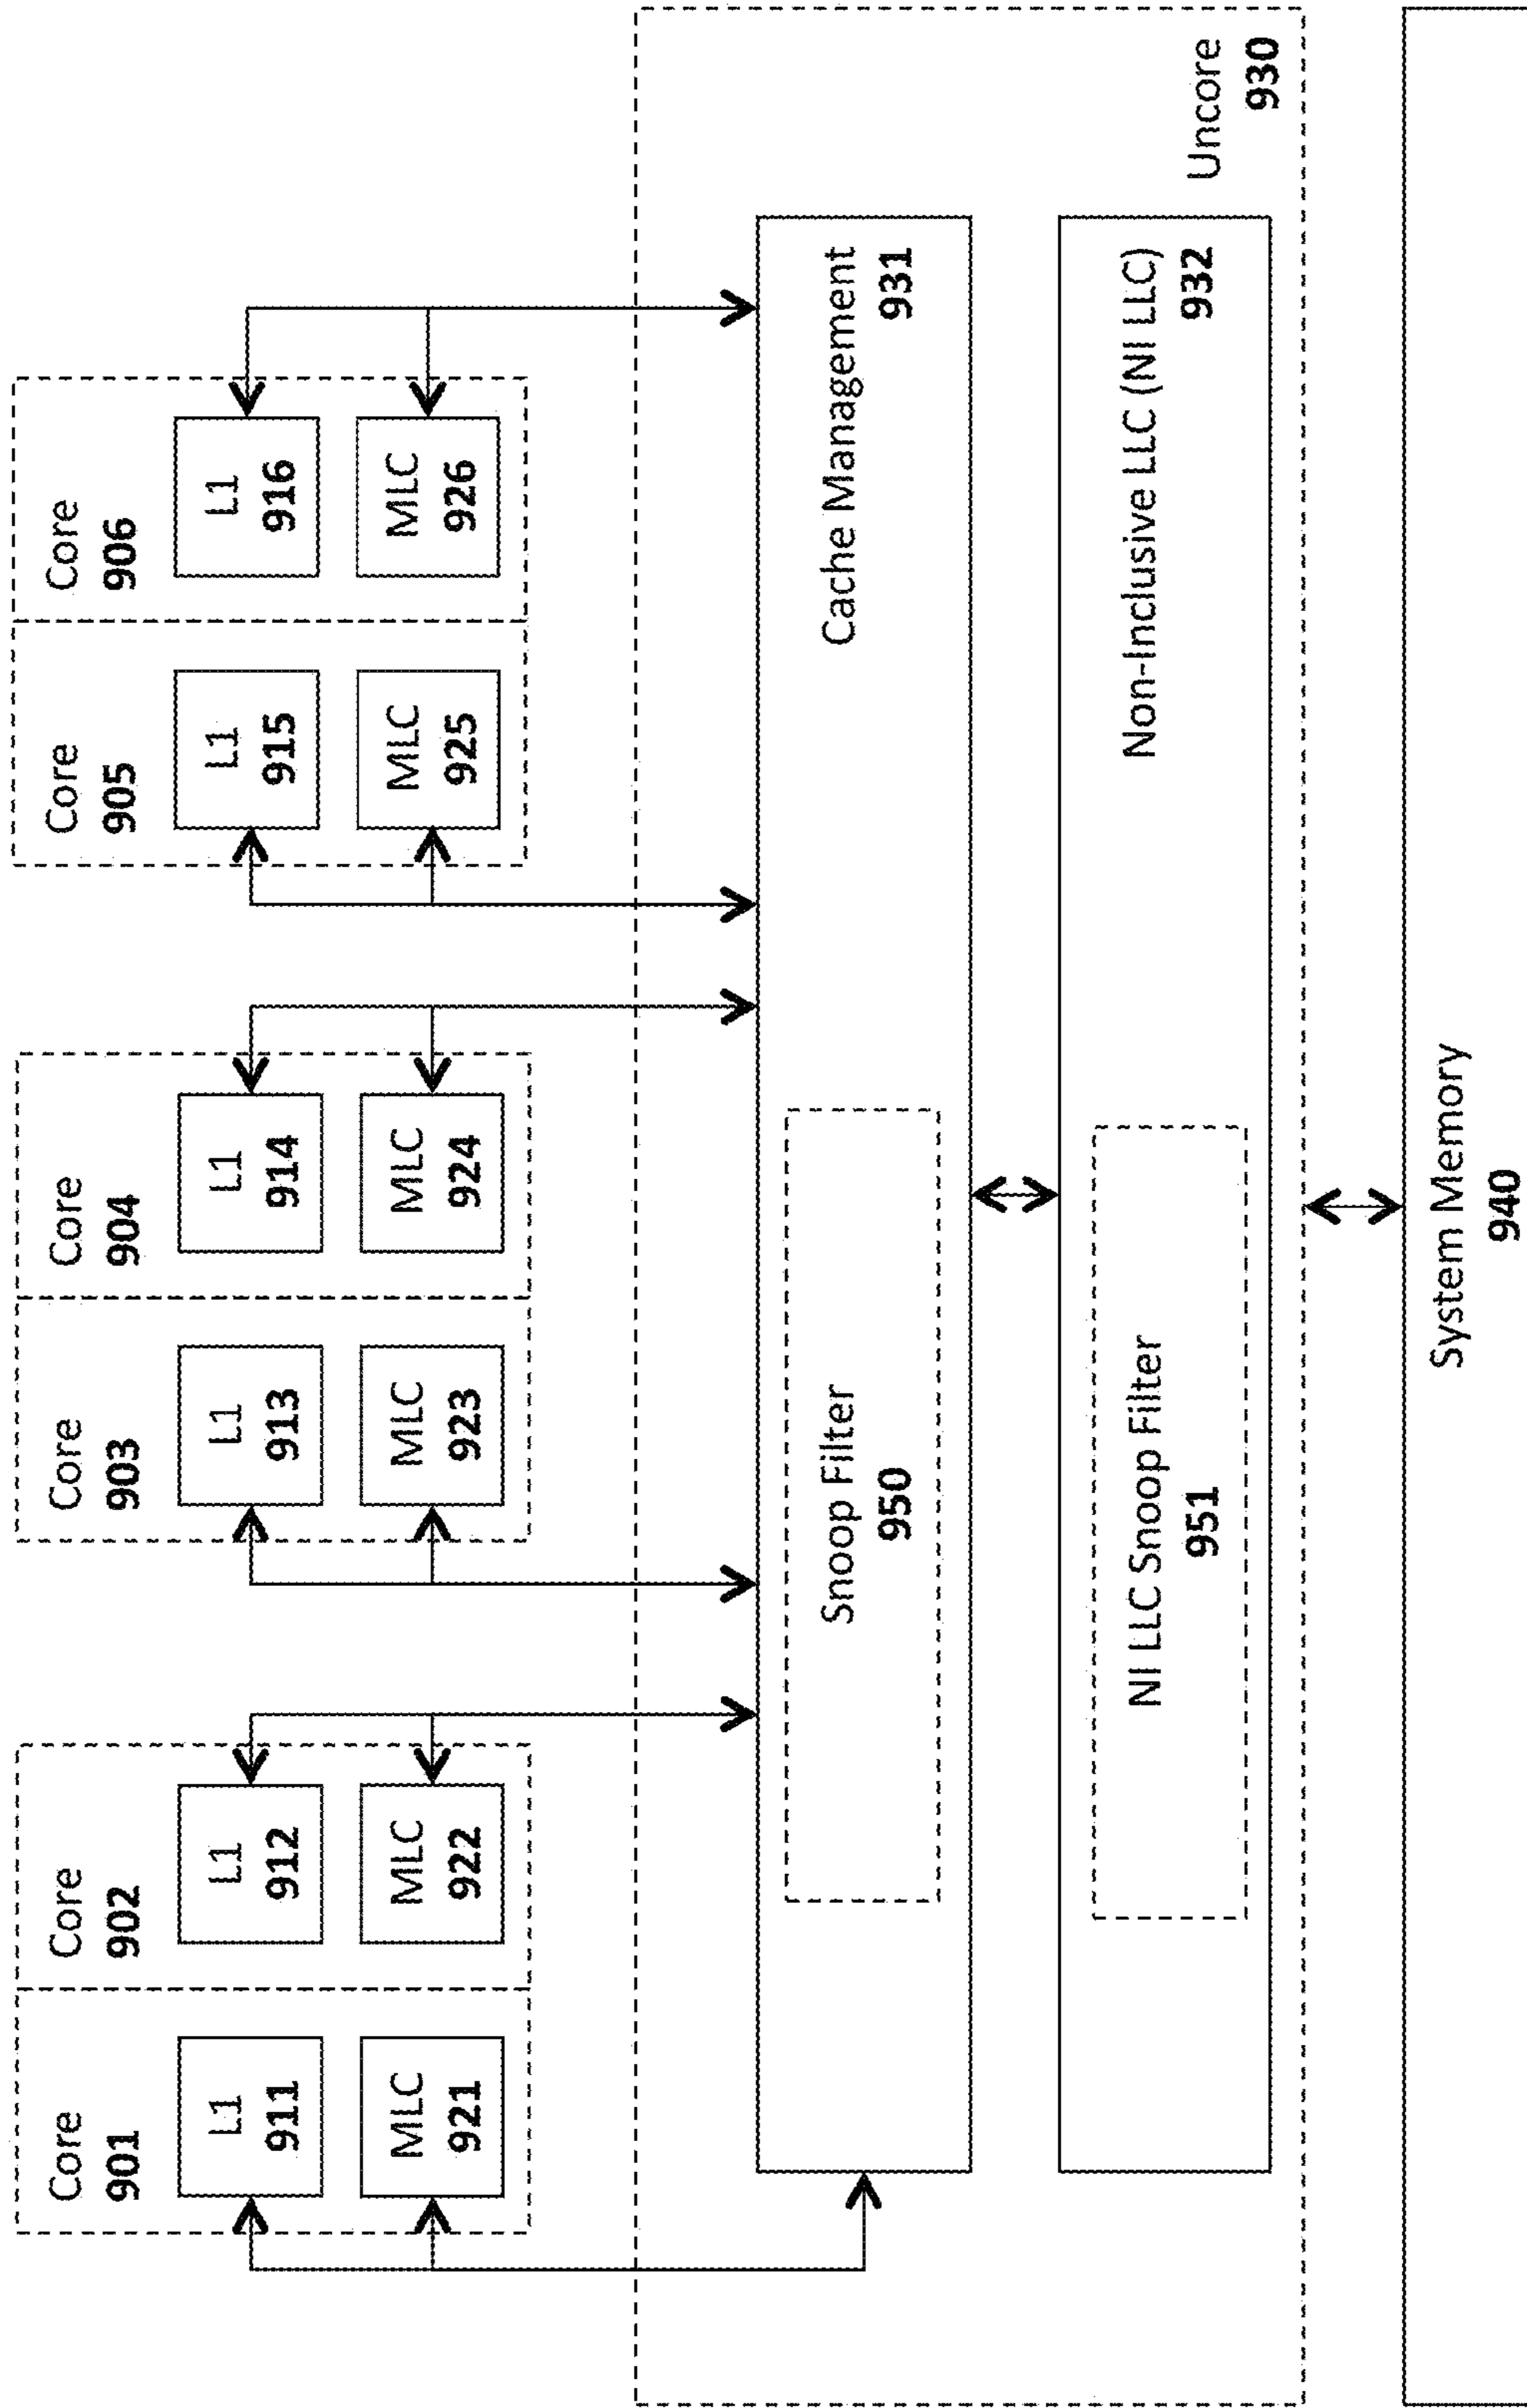 Core
901
L1
911
MLC
921
Core
902
L1
912
MLC
922
Core
903
L1
913
MLC
923
Core
904
L1
914
MLC
924
Core
905
L1
915
MLC
925
Core
906
L1
916
MLC
926
Snoop Filter
950
Cache Management
931
NI LLC Snoop Filter
951
Non-Inclusive LLC (NI LLC)
932
Uncore
930
System Memory
940